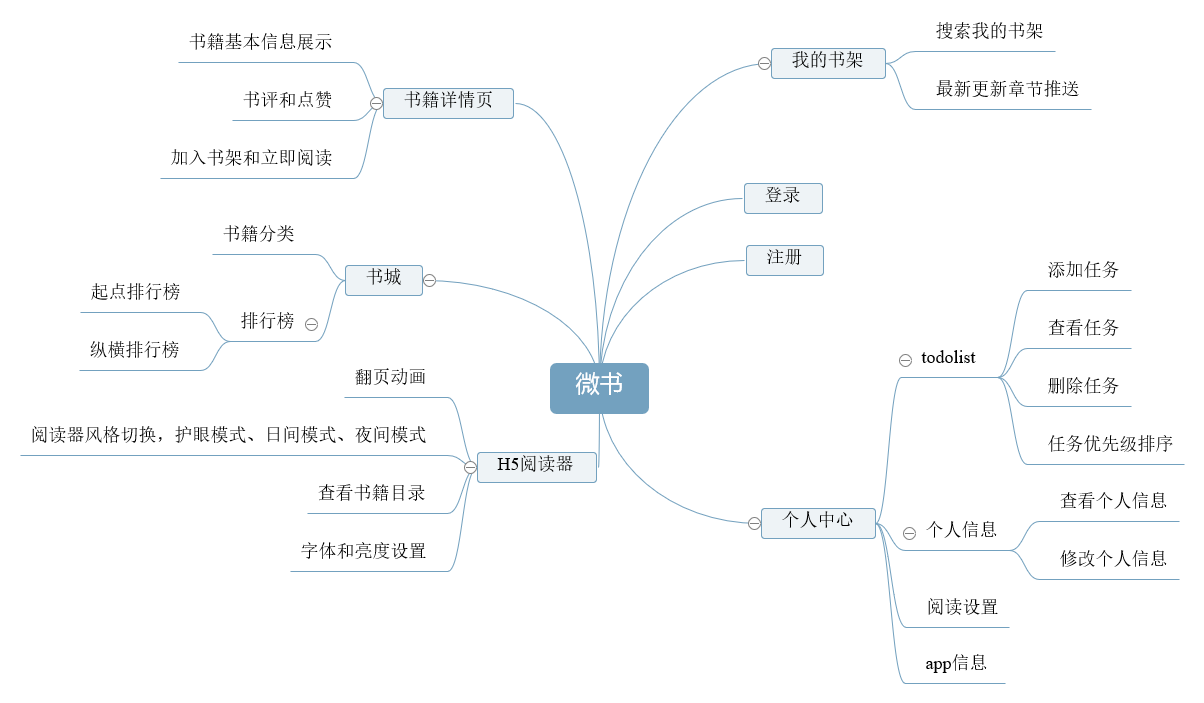 书籍基本信息展示
书评和点赞
加入书架和立即阅读
书籍详情页
书籍分类
起点排行榜
纵横排行榜
排行榜
书城
翻页动画
阅读器风格切换，护眼模式、日间模式、夜间模式
查看书籍目录
字体和亮度设置
H5阅读器
微书
我的书架
搜索我的书架
最新更新章节推送
登录
注册
个人中心
todolist
添加任务
查看任务
删除任务
任务优先级排序
个人信息
查看个人信息
修改个人信息
阅读设置
app信息